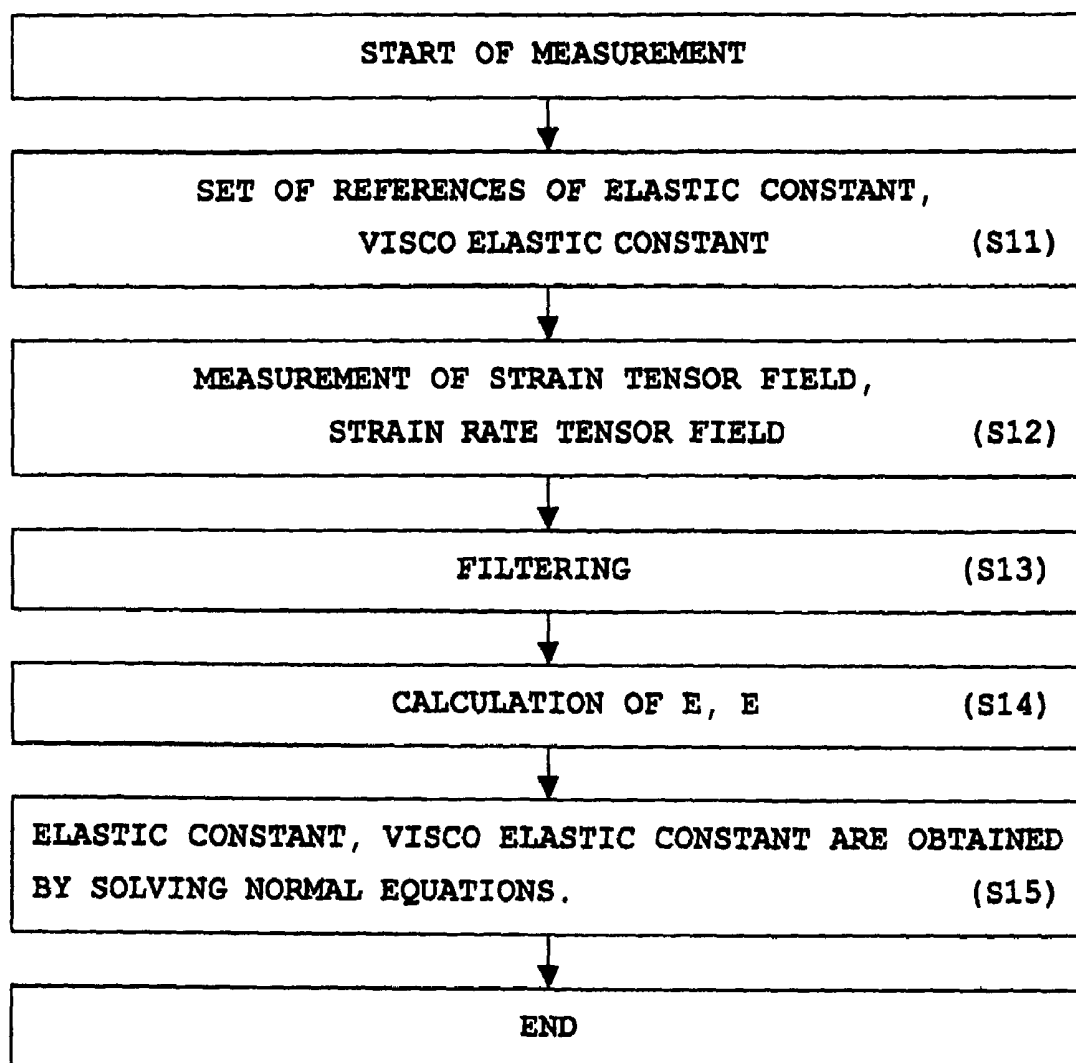 START OF MEASUREMENT
SET OF REFERENCES OF ELASTIC CONSTANT,
VISCO ELASTIC CONSTANT (S11)
MEASUREMENT OF STRAIN TENSOR FIELD,
STRAIN RATE TENSOR FIELD (S12)
FILTERING (S13)
CALCULATION OF E, E (S14)
ELASTIC CONSTANT, VISCO ELASTIC CONSTANT ARE OBTAINED
BY SOLVING NORMAL EQUATIONS. (S15)
END